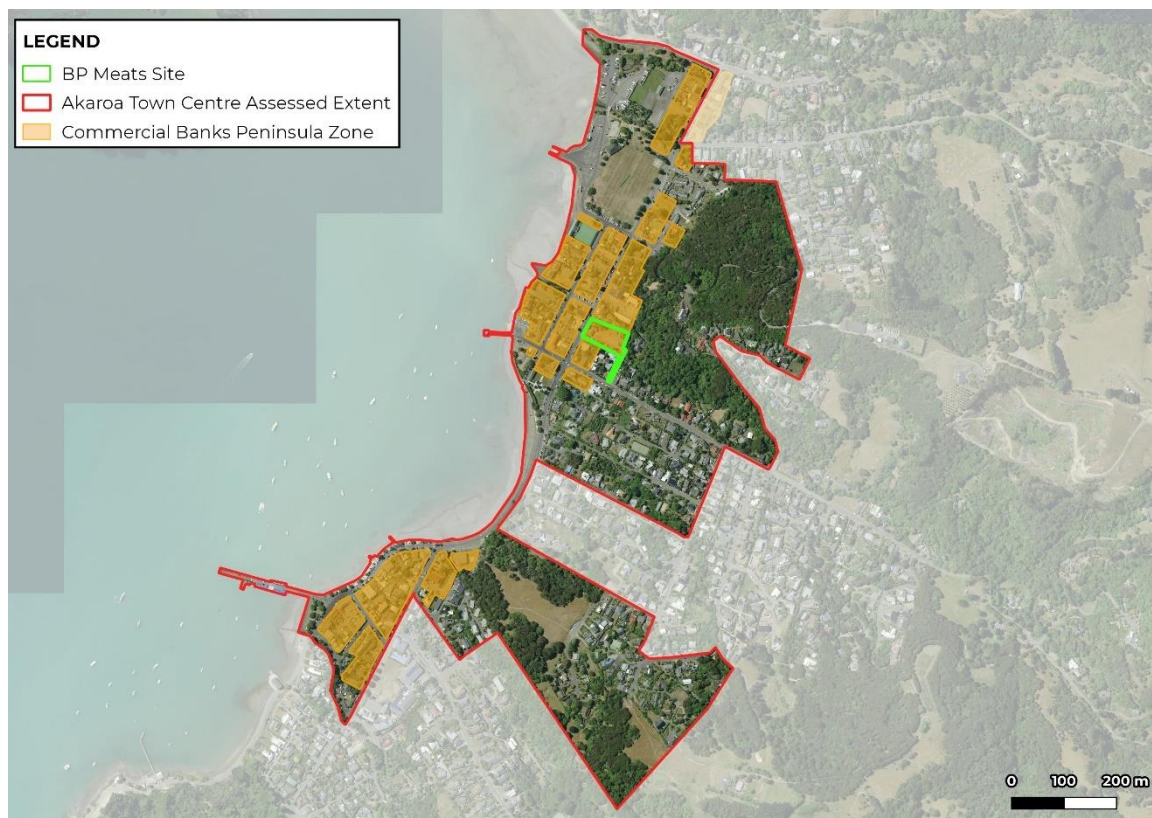 LEGEND
BP Meats Site
Akaroa Town Centre Assessed Extent
Commercial Banks Peninsula Zone
0 100 200 m